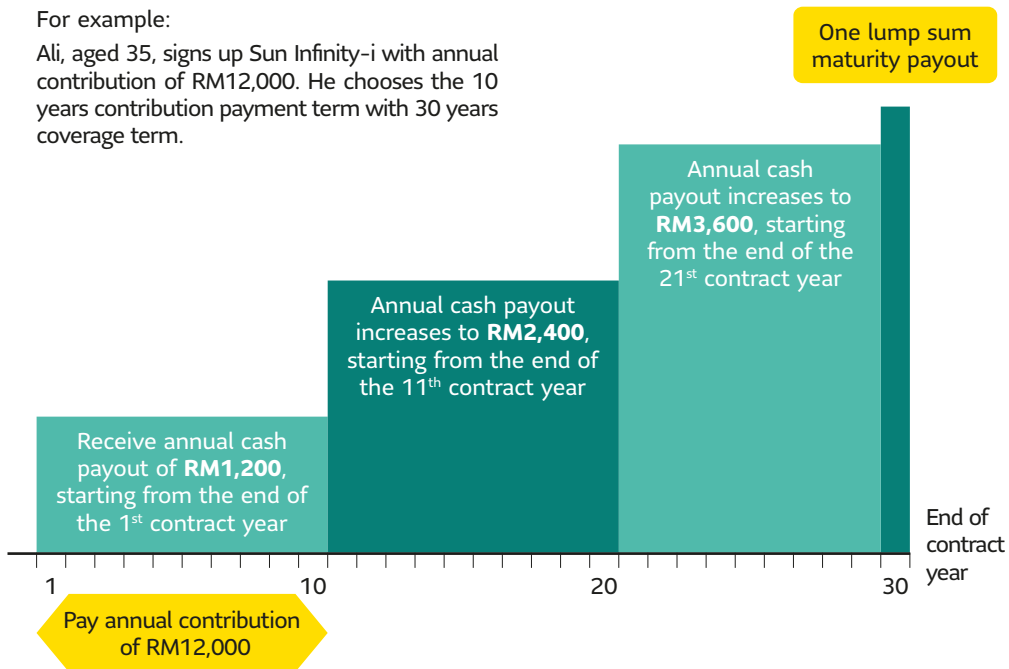 For example:
Ali, aged 35, signs up Sun Infinity-i with annual
contribution of RM12,000. He chooses the 10
years contribution payment term with 30 years
coverage term.
One lump sum
maturity payout
Annual cash
payout increases to
RM3,600, starting
from the end of the
21st contract year
Annual cash payout
increases to RM2,400,
starting from the end of
the 11th contract year
Receive annual cash
payout of RM1,200,
starting from the end of
the 1st contract year
End of
contract
year
1
10
20
30
Pay annual contribution
of RM12,000